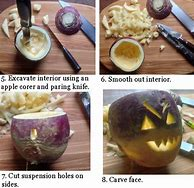 5. Excavate interior using an
apple corer and paring knife.
6. Smooth out interior.
7. Cut suspension holes on
sides.
8. Carve face.